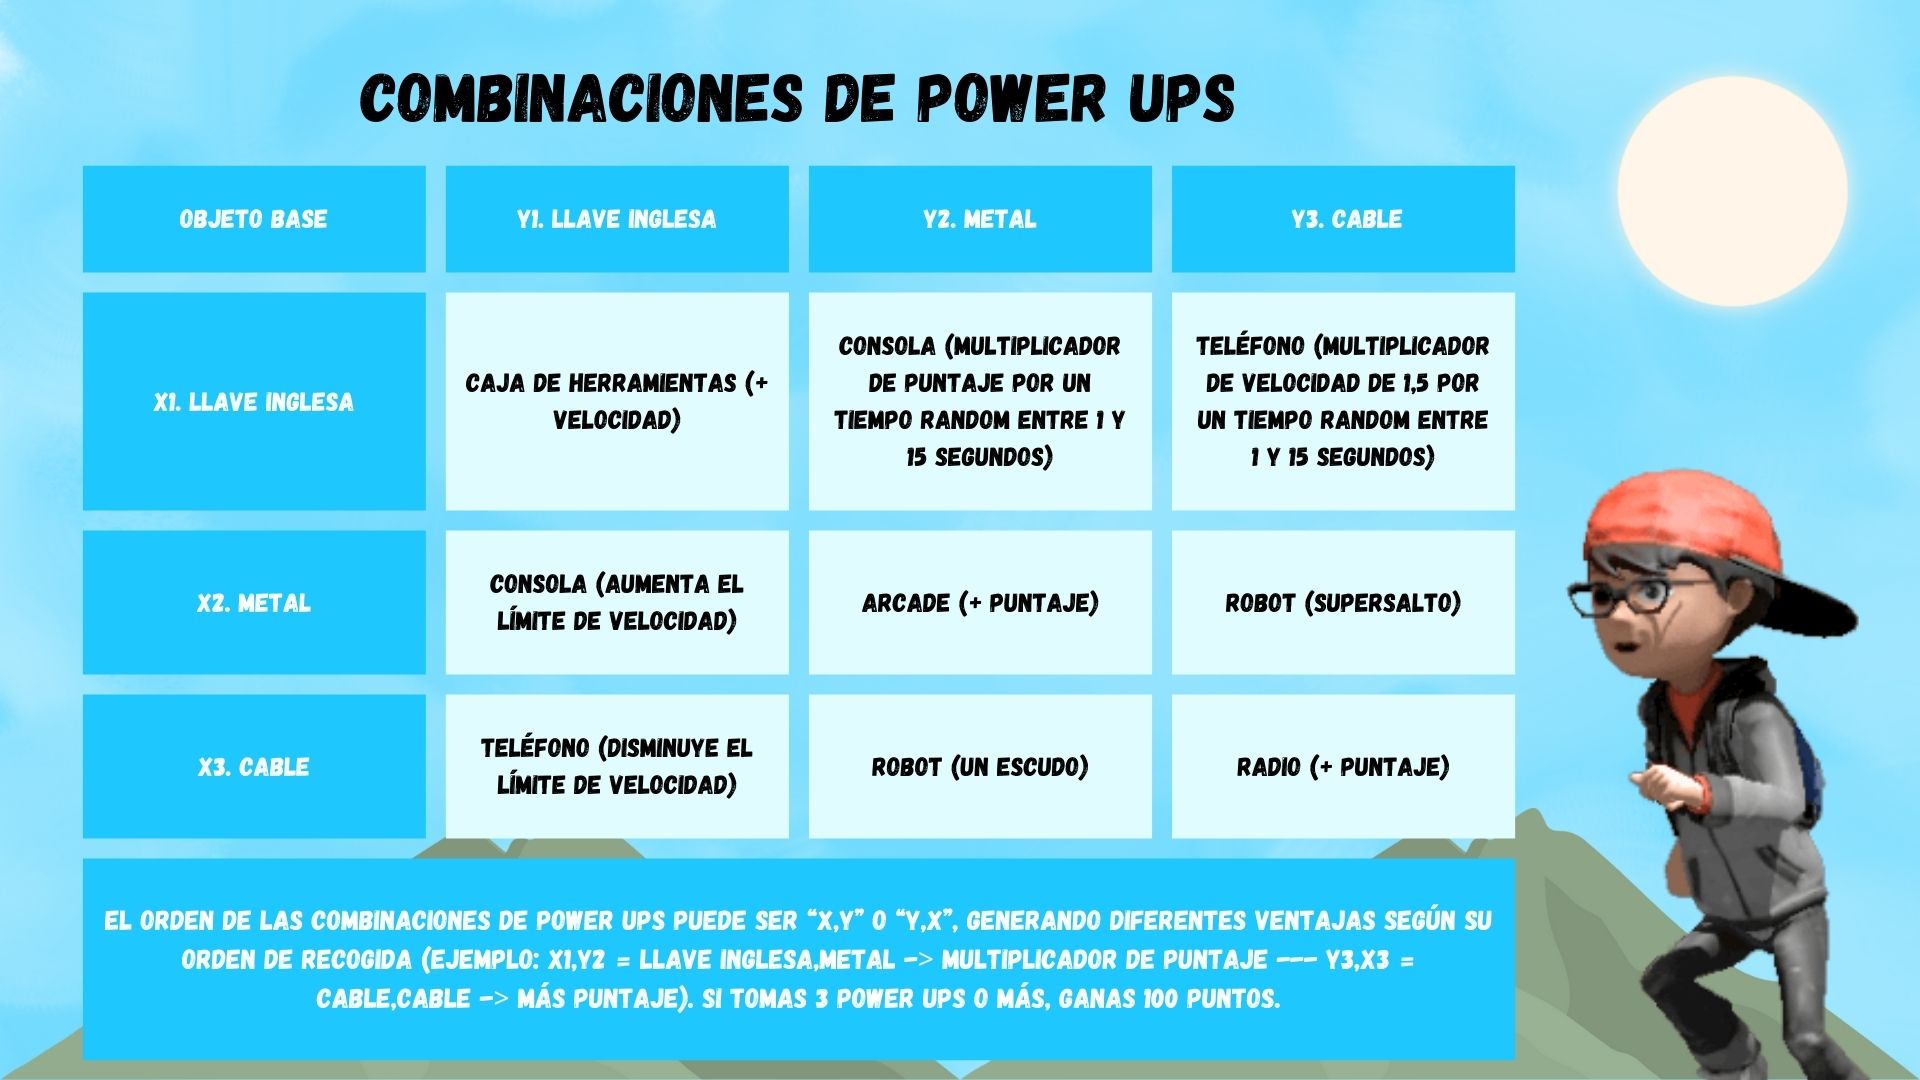 COMBINACIONES DE POWER UPS
OBJETO BASE
Y1. LLAVE INGLESA
Y2. METAL
Y3. CABLE
X1. LLAVE INGLESA
CAJA DE HERRAMIENTAS (+
VELOCIDAD)
CONSOLA (MULTIPLICADOR
DE PUNTAJE POR UN
TIEMPO RANDOM ENTRE 1 Y
15 SEGUNDOS)
TELÉFONO (MULTIPLICADOR
DE VELOCIDAD DE 1,5 POR
UN TIEMPO RANDOM ENTRE
1 Y 15 SEGUNDOS)
X2. METAL
CONSOLA (AUMENTA EL
LÍMITE DE VELOCIDAD)
ARCADE (+ PUNTAJE)
ROBOT (SUPERSALTO)
X3. CABLE
TELÉFONO (DISMINUYE EL
LÍMITE DE VELOCIDAD)
ROBOT (UN ESCUDO)
RADIO (+ PUNTAJE)
EL ORDEN DE LAS COMBINACIONES DE POWER UPS PUEDE SER “X,Y” O “Y,X”, GENERANDO DIFERENTES VENTAJAS SEGÚN SU
ORDEN DE RECOGIDA (EJEMPLO: X1,Y2 = LLAVE INGLESA,METAL -> MULTIPLICADOR DE PUNTAJE --- Y3,X3 =
CABLE,CABLE -> MÁS PUNTAJE). SI TOMAS 3 POWER UPS O MÁS, GANAS 100 PUNTOS.